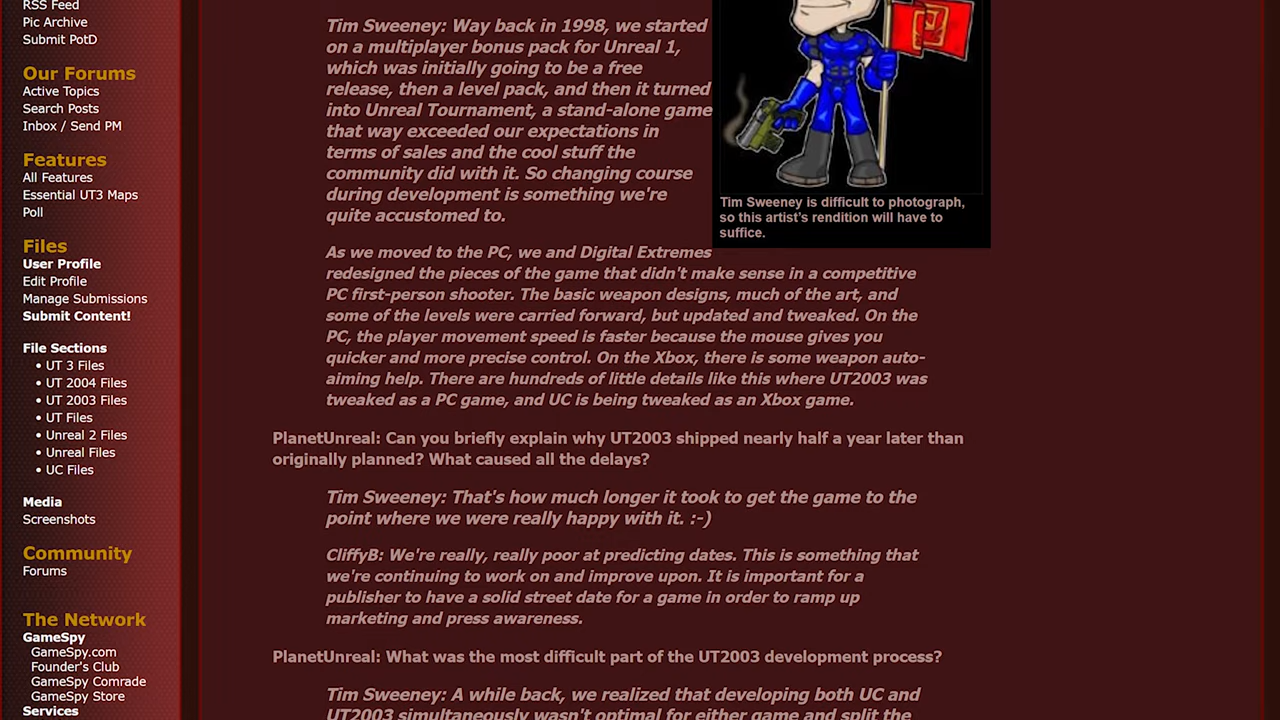 RSS Feed
Pic Archive
Submit PotD
Our Forums
Active Topics
Search Posts
Inbox / Send PM
Features
All Features
Essential UT3 Maps
Poll
Files
User Profile
Edit Profile
Manage Submissions
Submit Content!
File Sections
• UT 3 Files
• UT 2004 Files
• UT 2003 Files
• UT Files
• Unreal 2 Files
• Unreal Files
• UC Files
Media
Screenshots
Community
Forums
The Network
GameSpy
GameSpy.com
Founder's Club
GameSpy Comrade
GameSpy Store
Services
Tim Sweeney: Way back in 1998, we started
on a multiplayer bonus pack for Unreal 1,
which was initially going to be a free
release, then a level pack, and then it turned
into Unreal Tournament, a stand-alone game
that way exceeded our expectations in
terms of sales and the cool stuff the
community did with it. So changing course
during development is something we're
quite accustomed to.
Tim Sweeney is difficult to photograph,
so this artist's rendition will have to
suffice.
As we moved to the PC, we and Digital Extremes
redesigned the pieces of the game that didn't make sense in a competitive
PC first-person shooter. The basic weapon designs, much of the art, and
some of the levels were carried forward, but updated and tweaked. On the
PC, the player movement speed is faster because the mouse gives you
quicker and more precise control. On the Xbox, there is some weapon auto-
aiming help. There are hundreds of little details like this where UT2003 was
tweaked as a PC game, and UC is being tweaked as an Xbox game.
PlanetUnreal: Can you briefly explain why UT2003 shipped nearly half a year later than
originally planned? What caused all the delays?
Tim Sweeney: That's how much longer it took to get the game to the
point where we were really happy with it. :-)
CliffyB: We're really, really poor at predicting dates. This is something that
we're continuing to work on and improve upon. It is important for a
publisher to have a solid street date for a game in order to ramp up
marketing and press awareness.
PlanetUnreal: What was the most difficult part of the UT2003 development process?
Tim Sweeney: A while back, we realized that developing both UC and
UT2003 simultaneously wasn't optimal for either game and split the